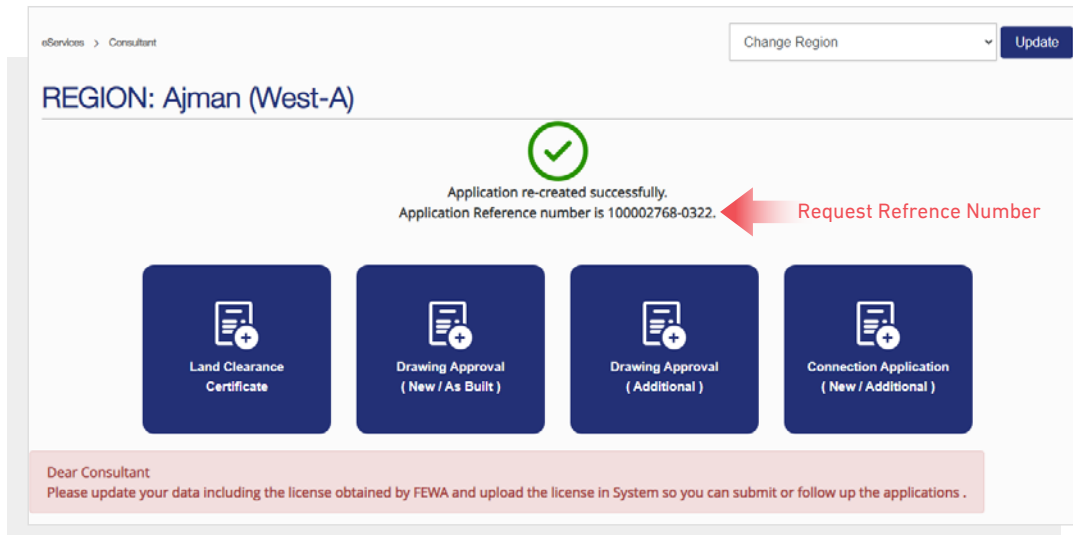 eServices > Consultant
Change Region
Update
REGION: Ajman (West-A)
Application re-created successfully.
Application Reference number is 100002768-0322.
Request Refrence Number
Land Clearance
Certificate
Drawing Approval
( New / As Built )
Drawing Approval
( Additional )
Connection Application
( New / Additional )
Dear Consultant
Please update your data including the license obtained by FEWA and upload the license in System so you can submit or follow up the applications .